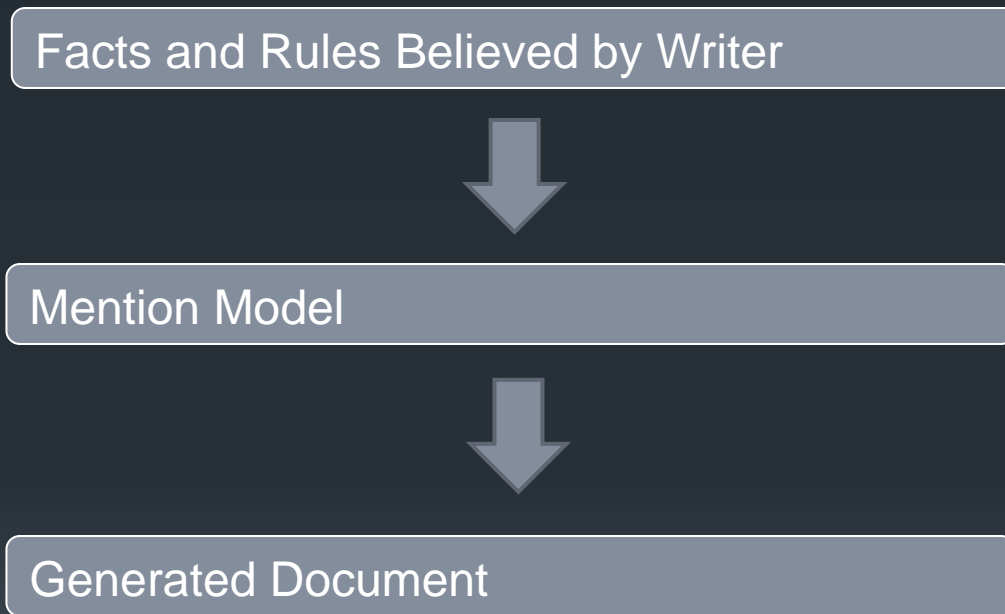 Facts and Rules Believed by Writer
Mention Model
Generated Document